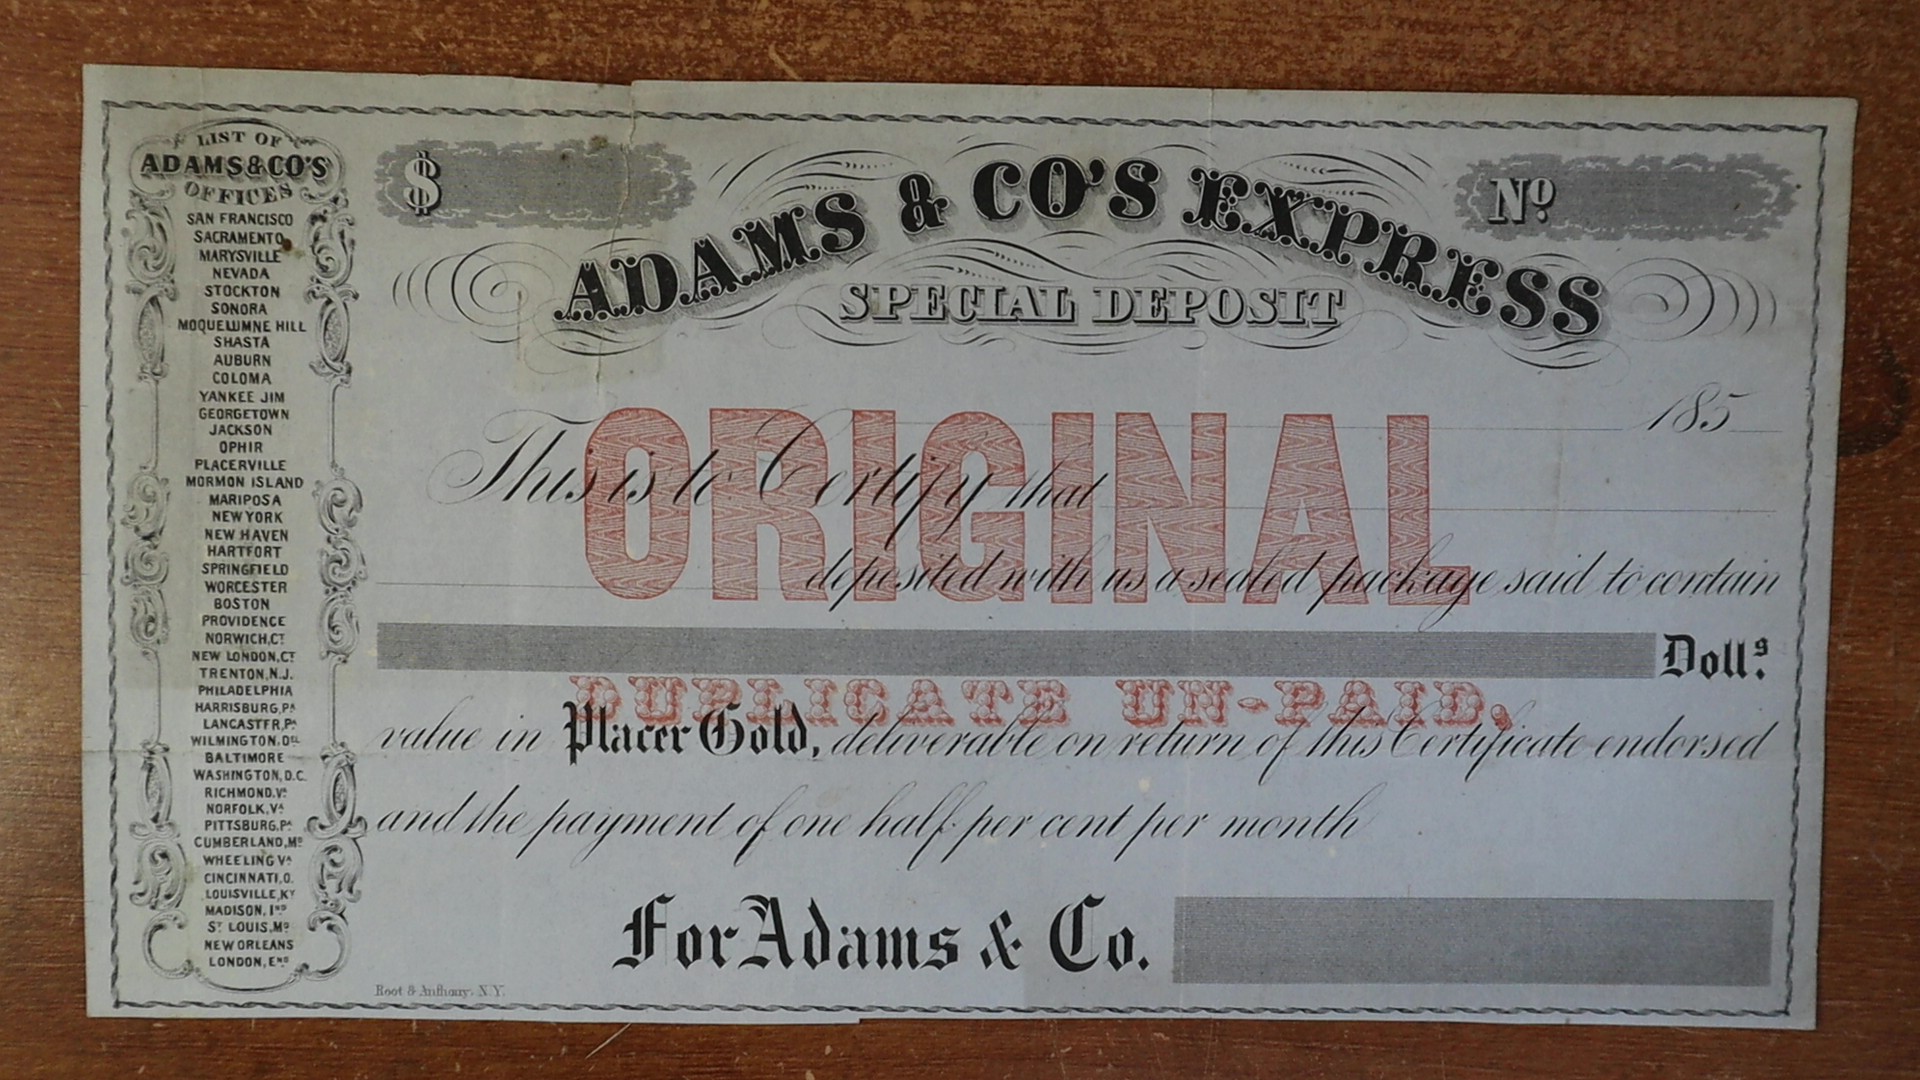 LIST OF
ADAMS & CO'S
OFFICES
SAN FRANCISCO
SACRAMENTO
MARYSVILLE
NEVADA
STOCKTON
SONORA
MOQUELUMNE HILL
SHASTA
AUBURN
COLOMA
YANKEE JIM
GEORGETOWN
JACKSON
OPHIR
PLACERVILLE
MORMON ISLAND
MARIPOSA
NEW YORK
NEW HAVEN
HARTFORT
SPRINGFIELD
WORCESTER
BOSTON
PROVIDENCE
NORWICH, CT
NEW LONDON, CT
TRENTON, N.J.
PHILADELPHIA
HARRISBURG, PA
LANCASTER, PA
WILMINGTON, DEL
BALTIMORE
WASHINGTON, D.C.
RICHMOND, VA
NORFOLK, VA
PITTSBURG, PA
CUMBERLAND, MD
WHEELING VA
CINCINNATI, O.
LOUISVILLE, KY
MADISON, IND
ST LOUIS, MO
NEW ORLEANS
LONDON, ENG
$
No
ADAMS & CO'S EXPRESS
SPECIAL DEPOSIT
185
ORIGINAL
This is to Certify that
deposited with us a sealed package said to contain
Dolls.
DUPLICATE UN-PAID,
value in Placer Gold, deliverable on return of this Certificate endorsed
and the payment of one half per cent per month
For Adams & Co.
Root & Anthony, N.Y.